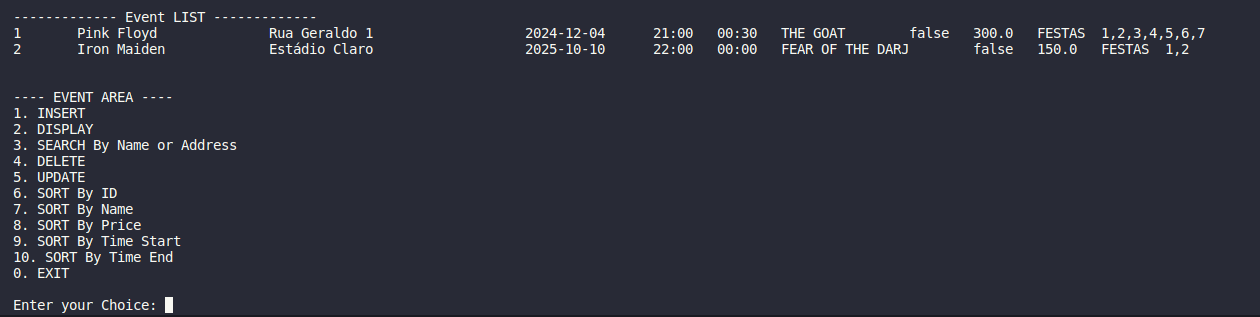 ------------- Event LIST -------------
1 Pink Floyd Rua Geraldo 1 2024-12-04 21:00 00:30 THE GOAT false 300.0 FESTAS 1,2,3,4,5,6,7
2 Iron Maiden Estádio Claro 2025-10-10 22:00 00:00 FEAR OF THE DARJ false 150.0 FESTAS 1,2
---- EVENT AREA ----
1. INSERT
2. DISPLAY
3. SEARCH By Name or Address
4. DELETE
5. UPDATE
6. SORT By ID
7. SORT By Name
8. SORT By Price
9. SORT By Time Start
10. SORT By Time End
0. EXIT
Enter your Choice: